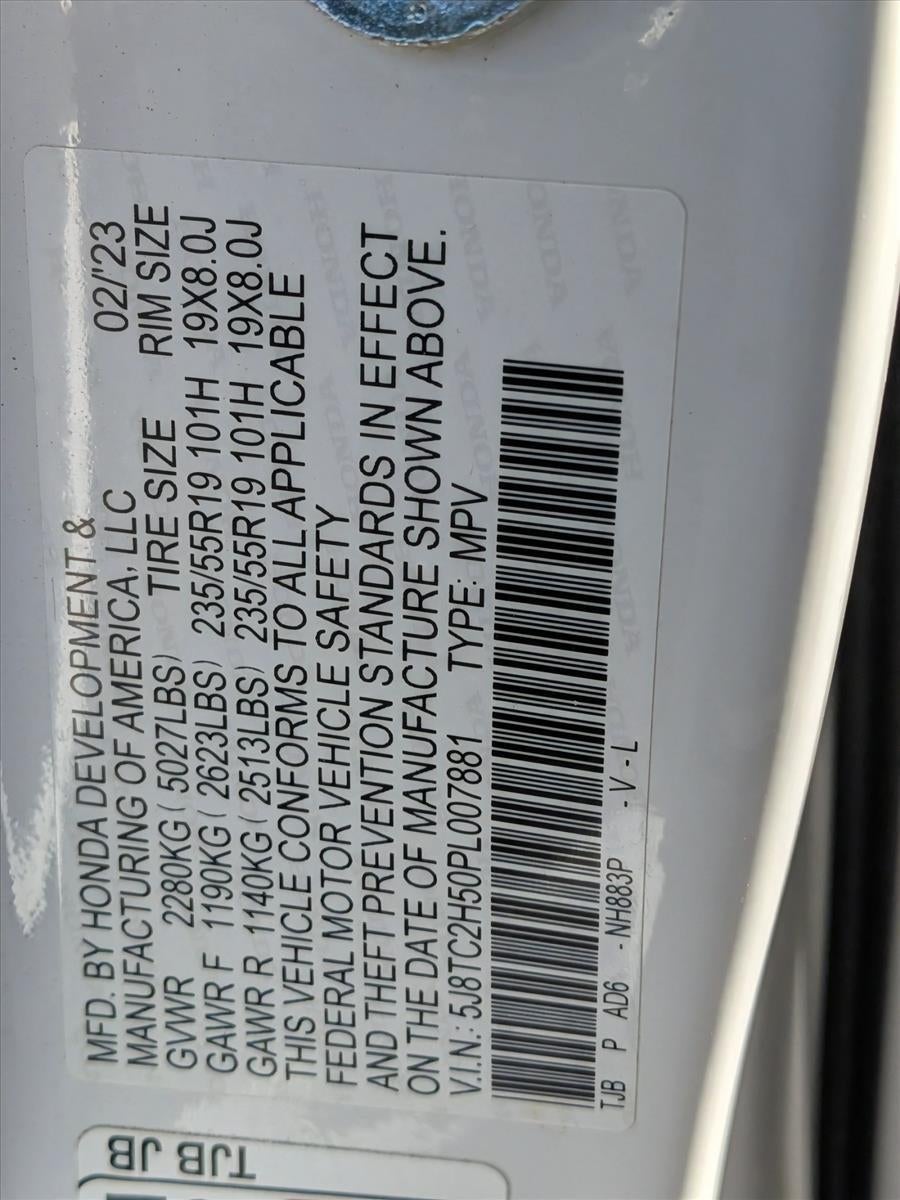 MFD. BY HONDA DEVELOPMENT & 02/'23
MANUFACTURING OF AMERICA, LLC
GVWR 2280KG ( 5027LBS) TIRE SIZE RIM SIZE
GAWR F 1190KG ( 2623LBS) 235/55R19 101H 19X8.0J
GAWR R 1140KG ( 2513LBS) 235/55R19 101H 19X8.0J
THIS VEHICLE CONFORMS TO ALL APPLICABLE
FEDERAL MOTOR VEHICLE SAFETY
AND THEFT PREVENTION STANDARDS IN EFFECT
ON THE DATE OF MANUFACTURE SHOWN ABOVE.
V.I.N.: 5J8TC2H50PL007881 TYPE: MPV
TJB P AD6 - NH883P - V - L
TJB JB